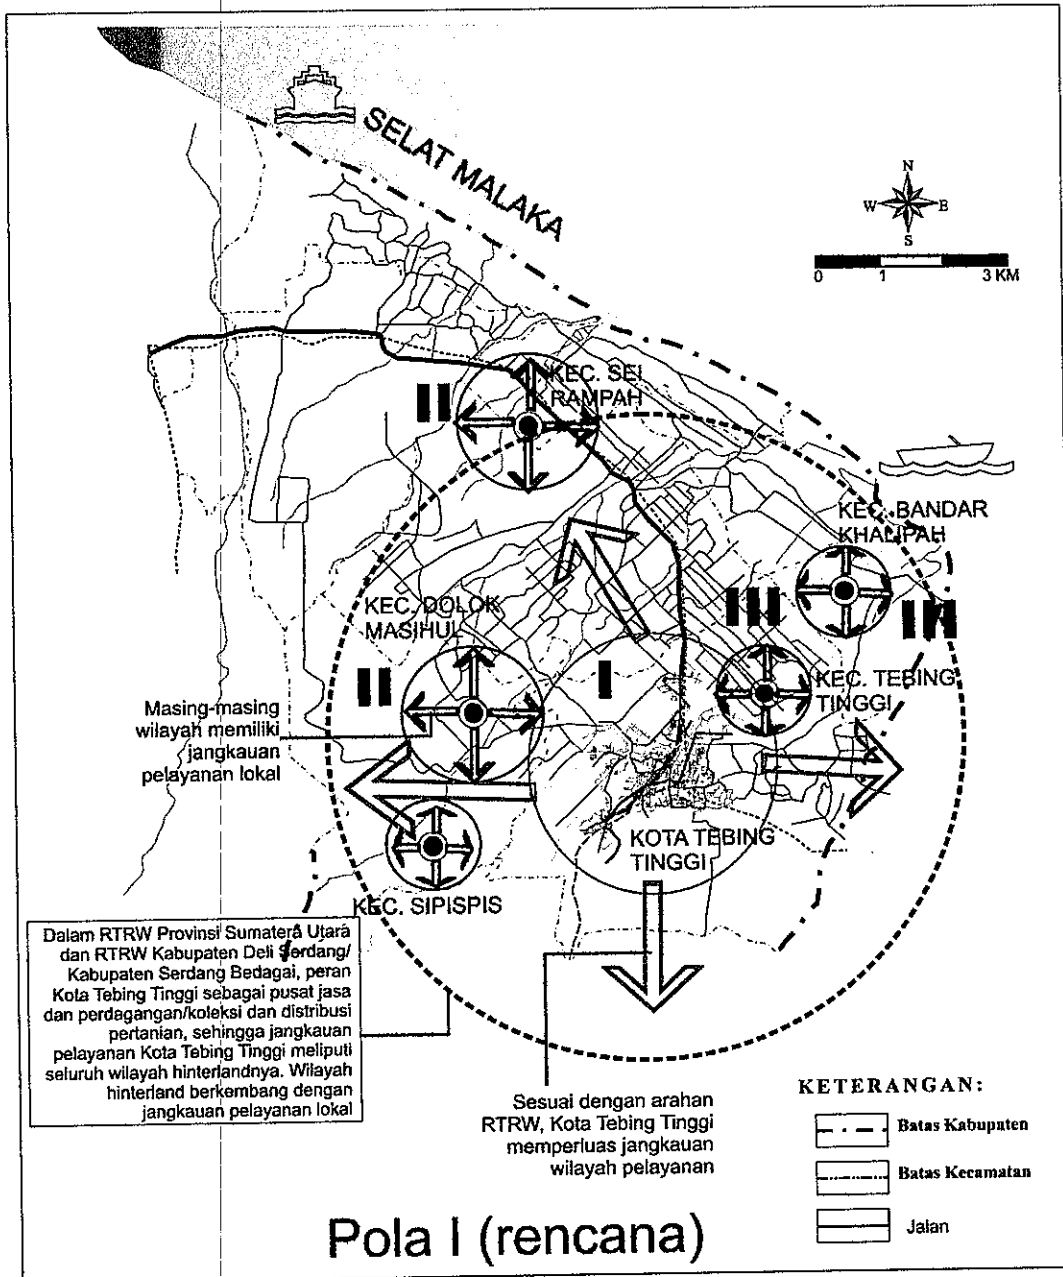 SELAT MALAKA
N
W E
S
0 1 3 KM
KEC. SEI
RAMPAH
II
KEC. BANDAR
KHALIPAH
III
KEC. DOLOK
MASIHUL
III
II
I
KEC. TEBING
TINGGI
Masing-masing
wilayah memiliki
jangkauan
pelayanan lokal
KOTA TEBING
TINGGI
KEC. SIPISPIS
Dalam RTRW Provinsi Sumatera Utara
dan RTRW Kabupaten Deli Serdang/
Kabupaten Serdang Bedagai, peran
Kota Tebing Tinggi sebagai pusat jasa
dan perdagangan/koleksi dan distribusi
pertanian, sehingga jangkauan
pelayanan Kota Tebing Tinggi meliputi
seluruh wilayah hinterlandnya. Wilayah
hinterland berkembang dengan
jangkauan pelayanan lokal
Sesuai dengan arahan
RTRW, Kota Tebing Tinggi
memperluas jangkauan
wilayah pelayanan
KETERANGAN:
Batas Kabupaten
Batas Kecamatan
Jalan
Pola I (rencana)